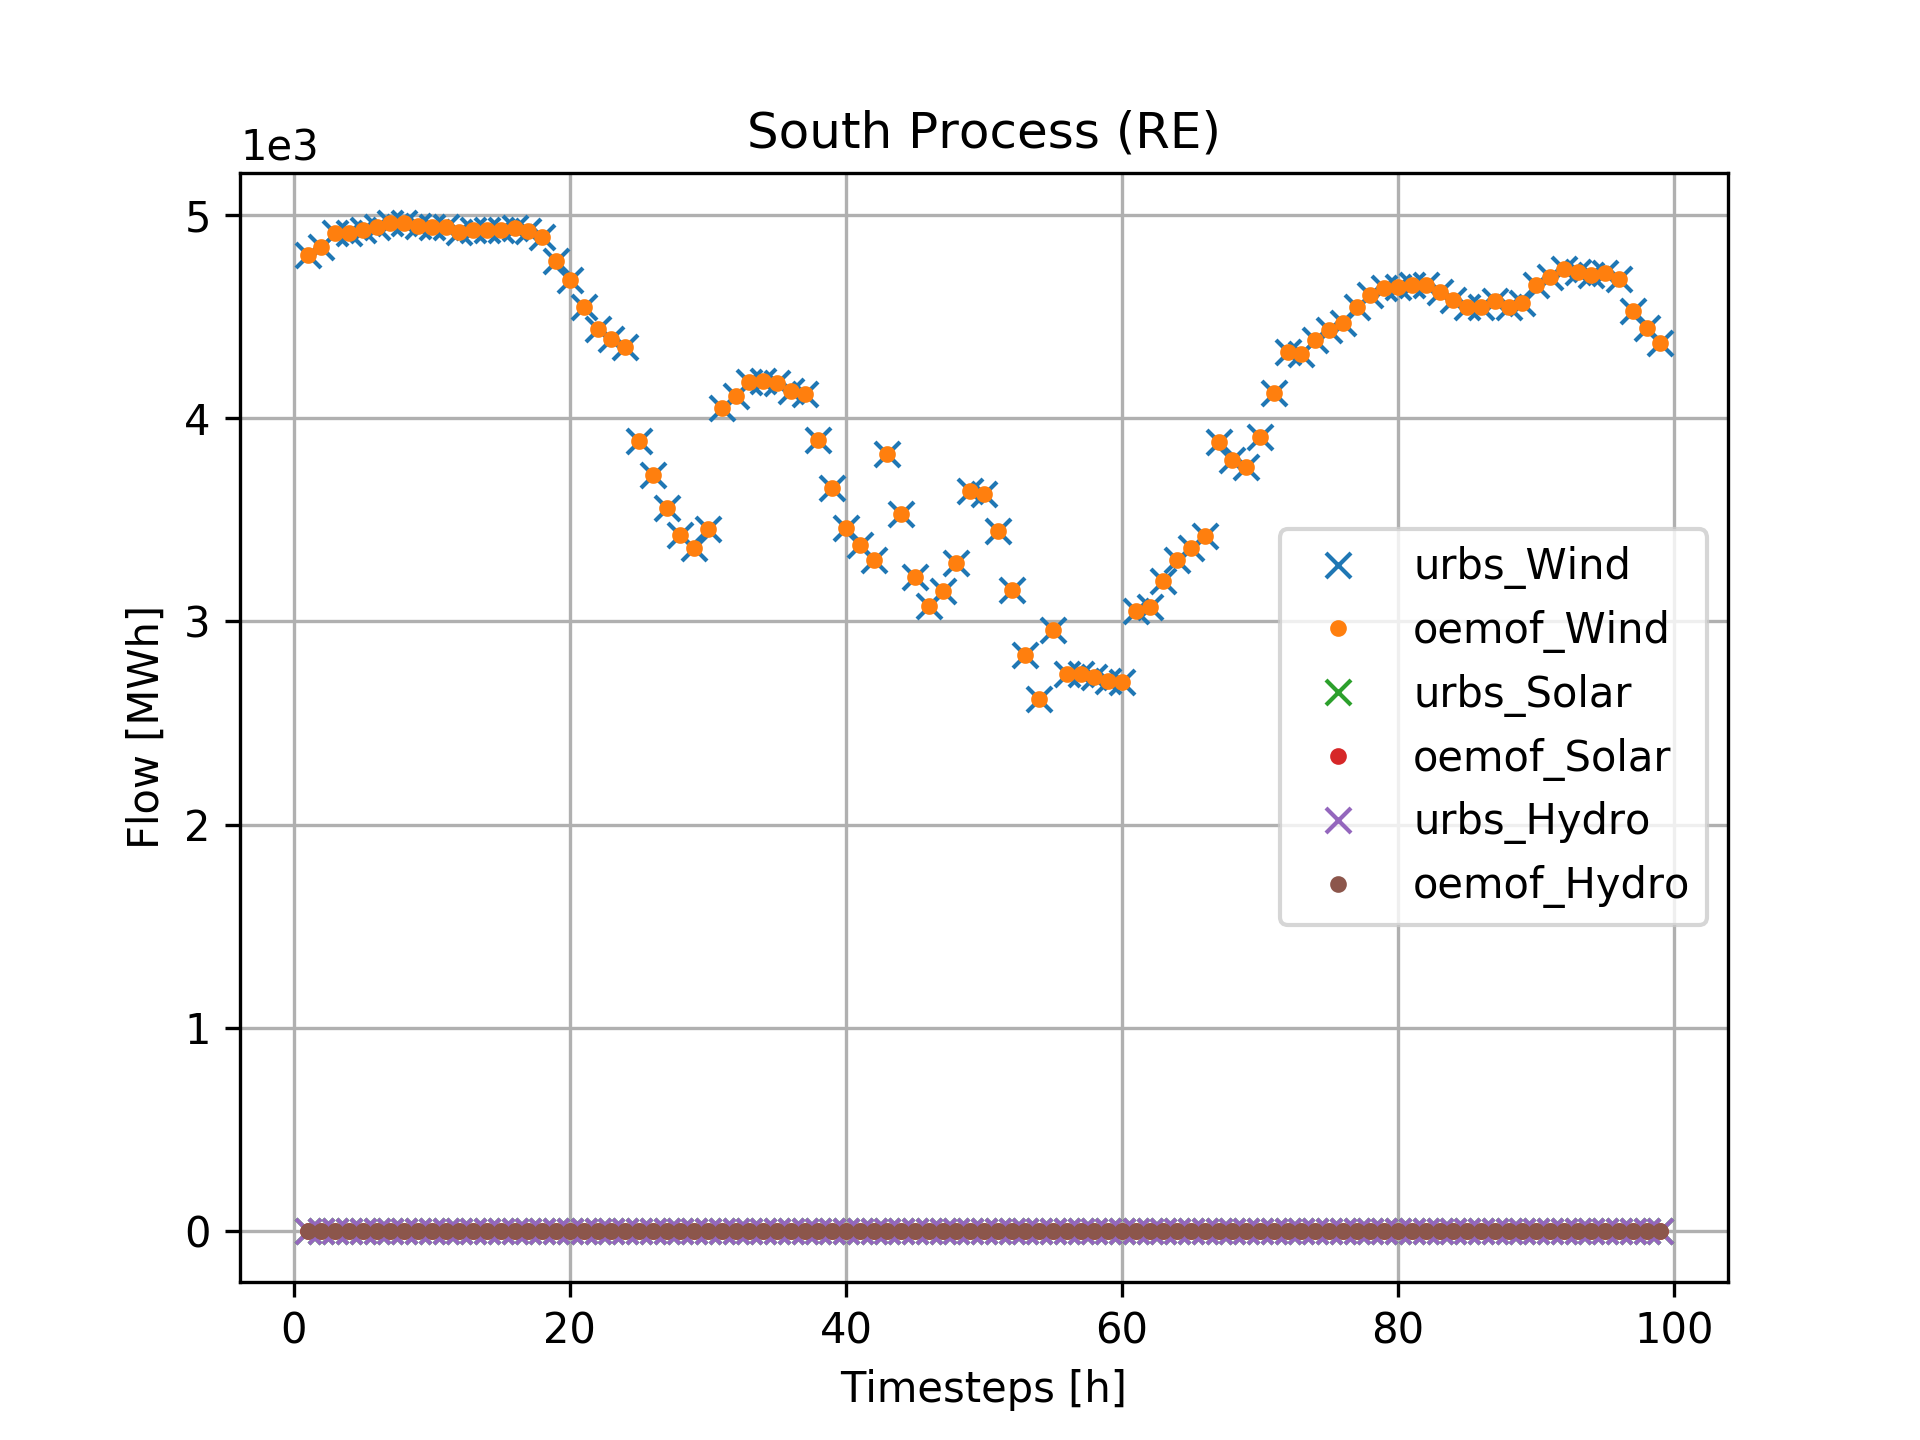 South Process (RE)
1e3
5
4
3
2
1
0
Flow [MWh]
urbs_Wind
oemof_Wind
urbs_Solar
oemof_Solar
urbs_Hydro
oemof_Hydro
0 20 40 60 80 100
Timesteps [h]